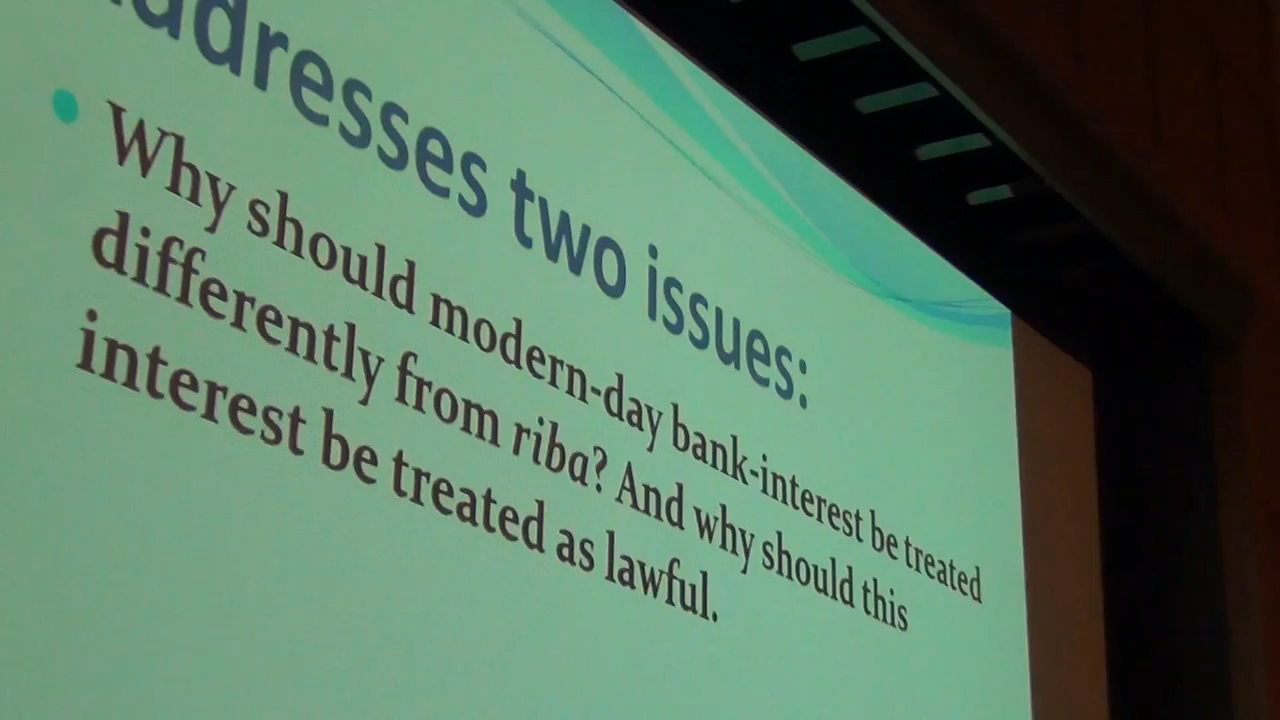 addresses two issues:
Why should modern-day bank-interest be treated
differently from riba? And why should this
interest be treated as lawful.